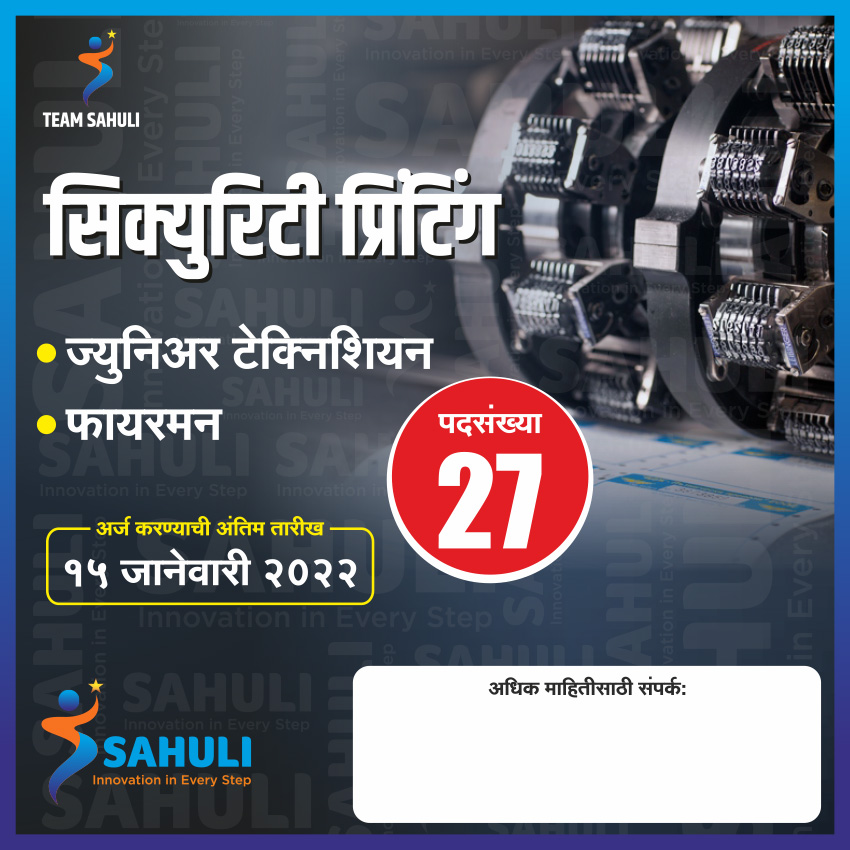 TEAM SAHULI
सिक्युरिटी प्रिंटिंग
ज्युनिअर टेक्निशियन
फायरमन
पदसंख्या
27
अर्ज करण्याची अंतिम तारीख
१५ जानेवारी २०२२
SAHULI
Innovation in Every Step
अधिक माहितीसाठी संपर्क: